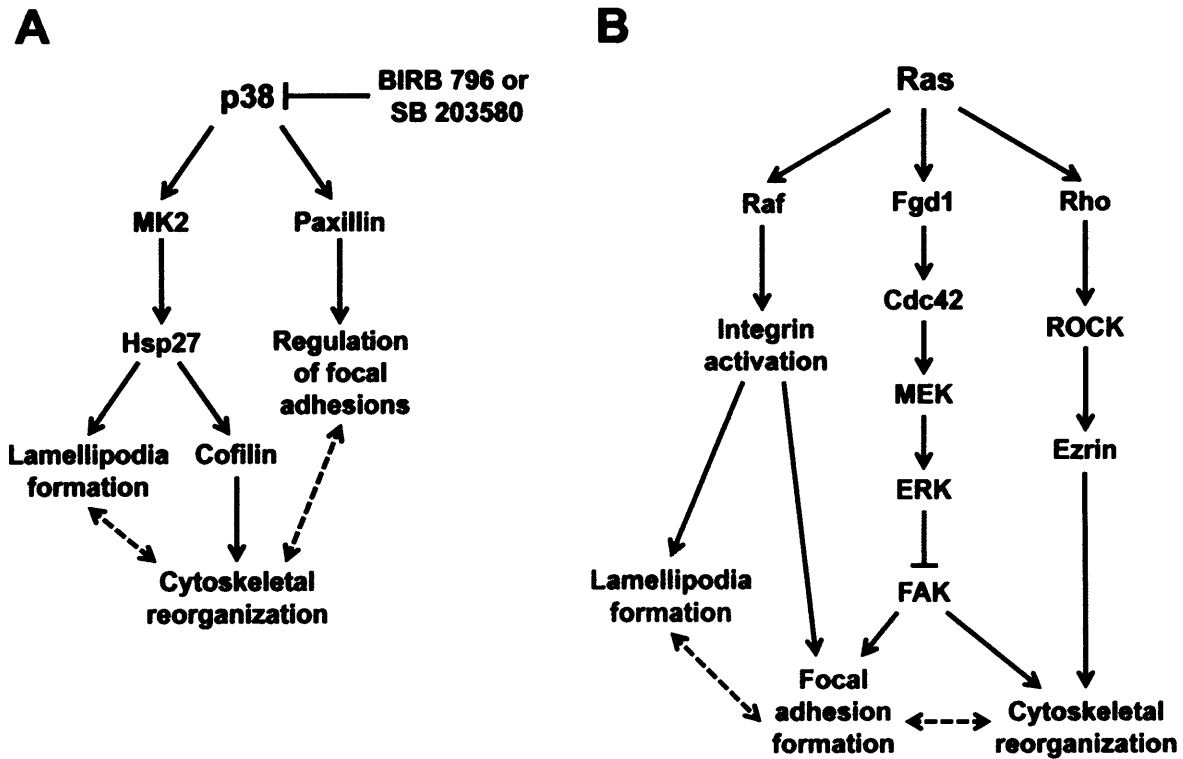 A
p38
BIRB 796 or
SB 203580
MK2
Paxillin
Hsp27
Regulation
of focal
adhesions
Lamellipodia
formation
Cofilin
Cytoskeletal
reorganization
B
Ras
Raf
Fgd1
Rho
Cdc42
Integrin
activation
ROCK
MEK
Ezrin
ERK
Lamellipodia
formation
FAK
Focal
adhesion
formation
Cytoskeletal
reorganization